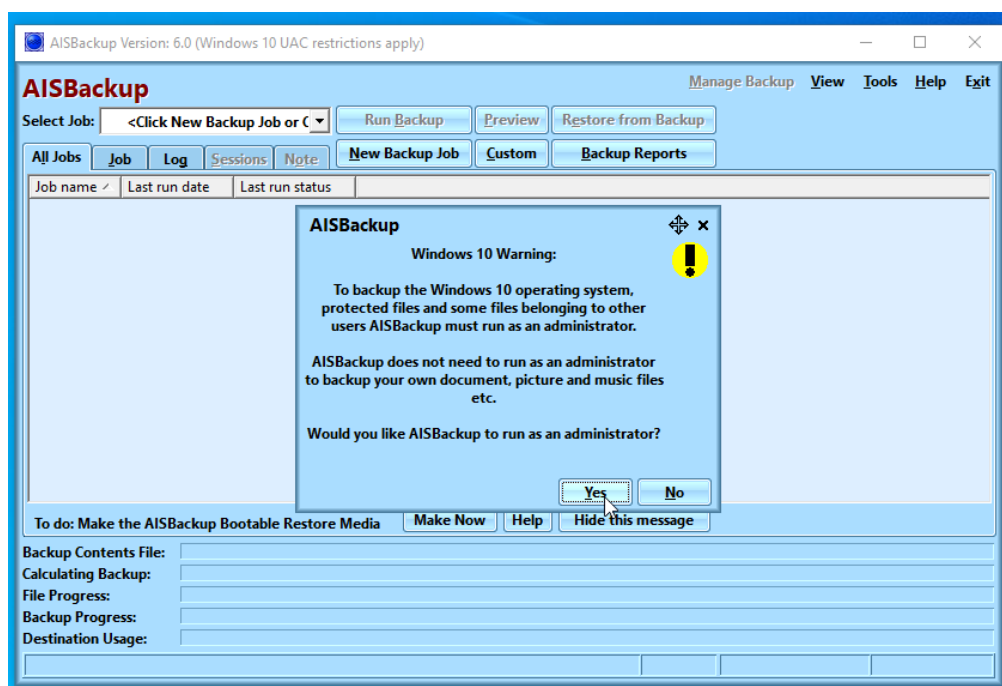 AISBackup Version: 6.0 (Windows 10 UAC restrictions apply)
AISBackup
Manage Backup View Tools Help Exit
Select Job: <Click New Backup Job or C Run Backup Preview Restore from Backup
All Jobs Job Log Sessions Note New Backup Job Custom Backup Reports
Job name Last run date Last run status
AISBackup
Windows 10 Warning:
To backup the Windows 10 operating system,
protected files and some files belonging to other
users AISBackup must run as an administrator.
AISBackup does not need to run as an administrator
to backup your own document, picture and music files
etc.
Would you like AISBackup to run as an administrator?
Yes No
To do: Make the AISBackup Bootable Restore Media Make Now Help Hide this message
Backup Contents File:
Calculating Backup:
File Progress:
Backup Progress:
Destination Usage: